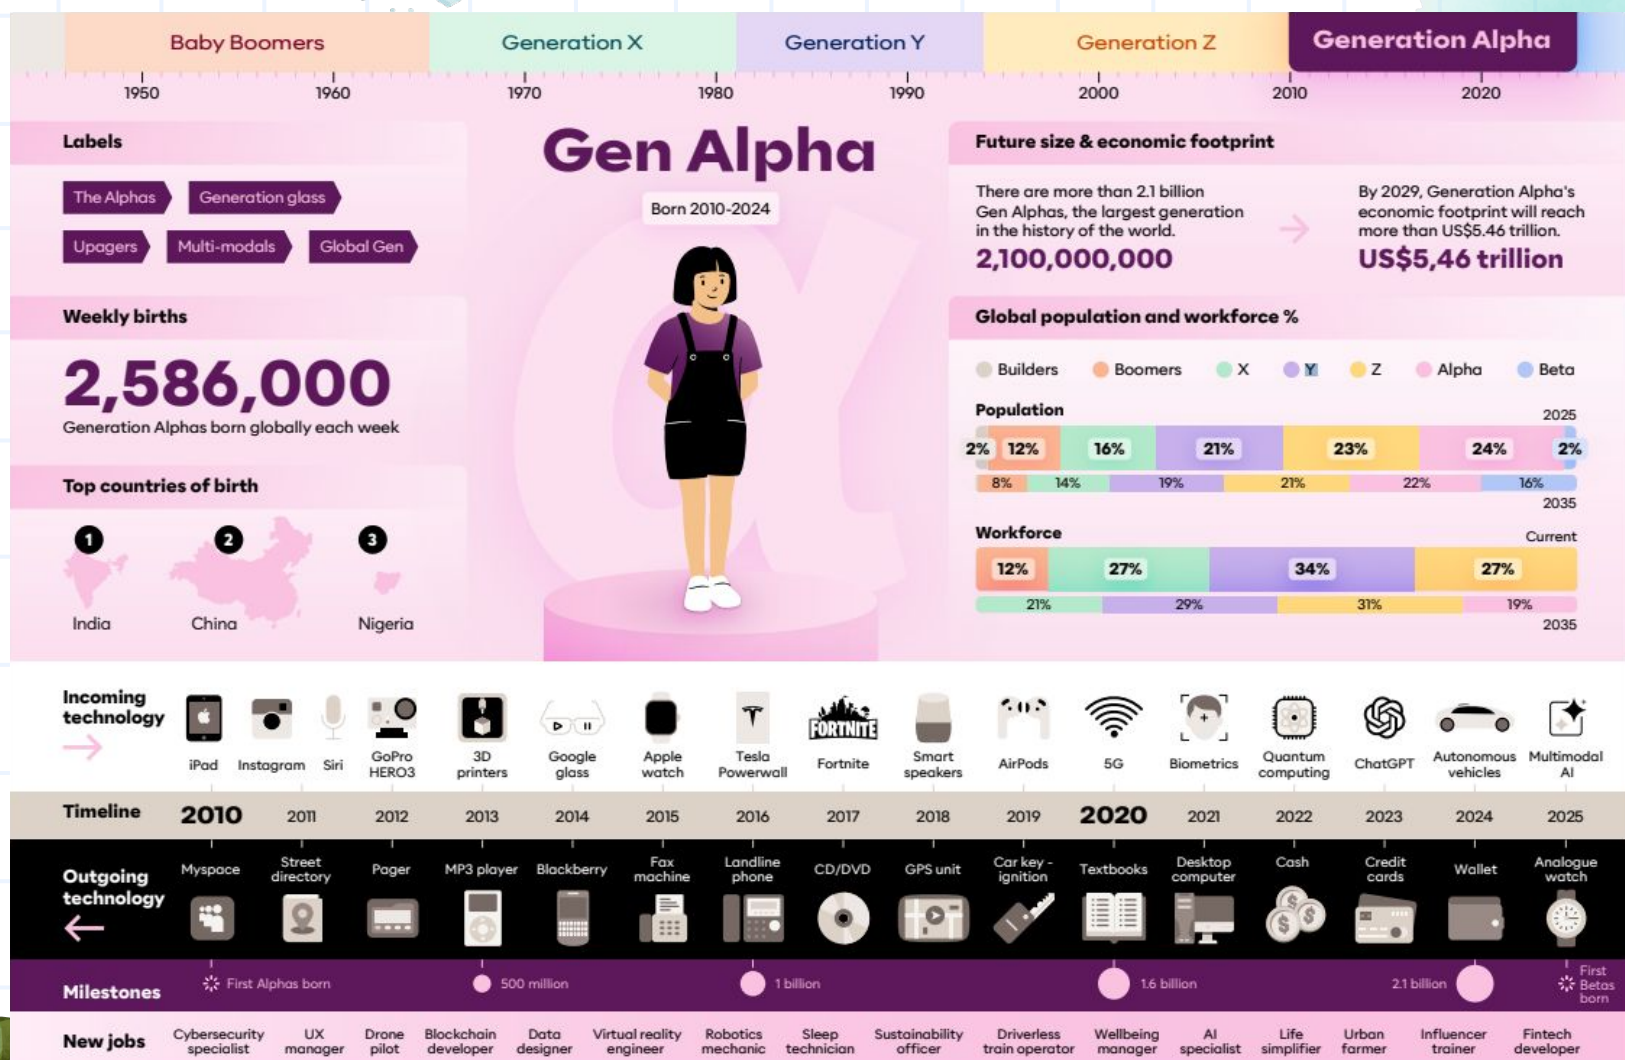 Baby Boomers
Generation X
Generation Y
Generation Z
Generation Alpha
1950
1960
1970
1980
1990
2000
2010
2020
Labels
The Alphas
Generation glass
Upagers
Multi-modals
Global Gen
Weekly births
2,586,000
Generation Alphas born globally each week
Top countries of birth
1
2
3
India
China
Nigeria
Gen Alpha
Born 2010-2024
Future size & economic footprint
There are more than 2.1 billion
Gen Alphas, the largest generation
in the history of the world.
2,100,000,000
By 2029, Generation Alpha's
economic footprint will reach
more than US$5.46 trillion.
US$5,46 trillion
Global population and workforce %
Builders
Boomers
X
Y
Z
Alpha
Beta
Population
2025
2%
12%
16%
21%
23%
24%
2%
8%
14%
19%
21%
22%
16%
2035
Workforce
Current
12%
27%
34%
27%
21%
29%
31%
19%
2035
Incoming
technology
iPad
Instagram
Siri
GoPro
HERO3
3D
printers
Google
glass
Apple
watch
Tesla
Powerwall
FORTNITE
Fortnite
Smart
speakers
AirPods
5G
Biometrics
Quantum
computing
ChatGPT
Autonomous
vehicles
Multimodal
AI
Timeline
2010
2011
2012
2013
2014
2015
2016
2017
2018
2019
2020
2021
2022
2023
2024
2025
Outgoing
technology
Myspace
Street
directory
Pager
MP3 player
Blackberry
Fax
machine
Landline
phone
CD/DVD
GPS unit
Car key -
ignition
Textbooks
Desktop
computer
Cash
Credit
cards
Wallet
Analogue
watch
Milestones
First Alphas born
500 million
1 billion
1.6 billion
2.1 billion
First
Betas
born
New jobs
Cybersecurity
specialist
UX
manager
Drone
pilot
Blockchain
developer
Data
designer
Virtual reality
engineer
Robotics
mechanic
Sleep
technician
Sustainability
officer
Driverless
train operator
Wellbeing
manager
AI
specialist
Life
simplifier
Urban
farmer
Influencer
trainer
Fintech
developer